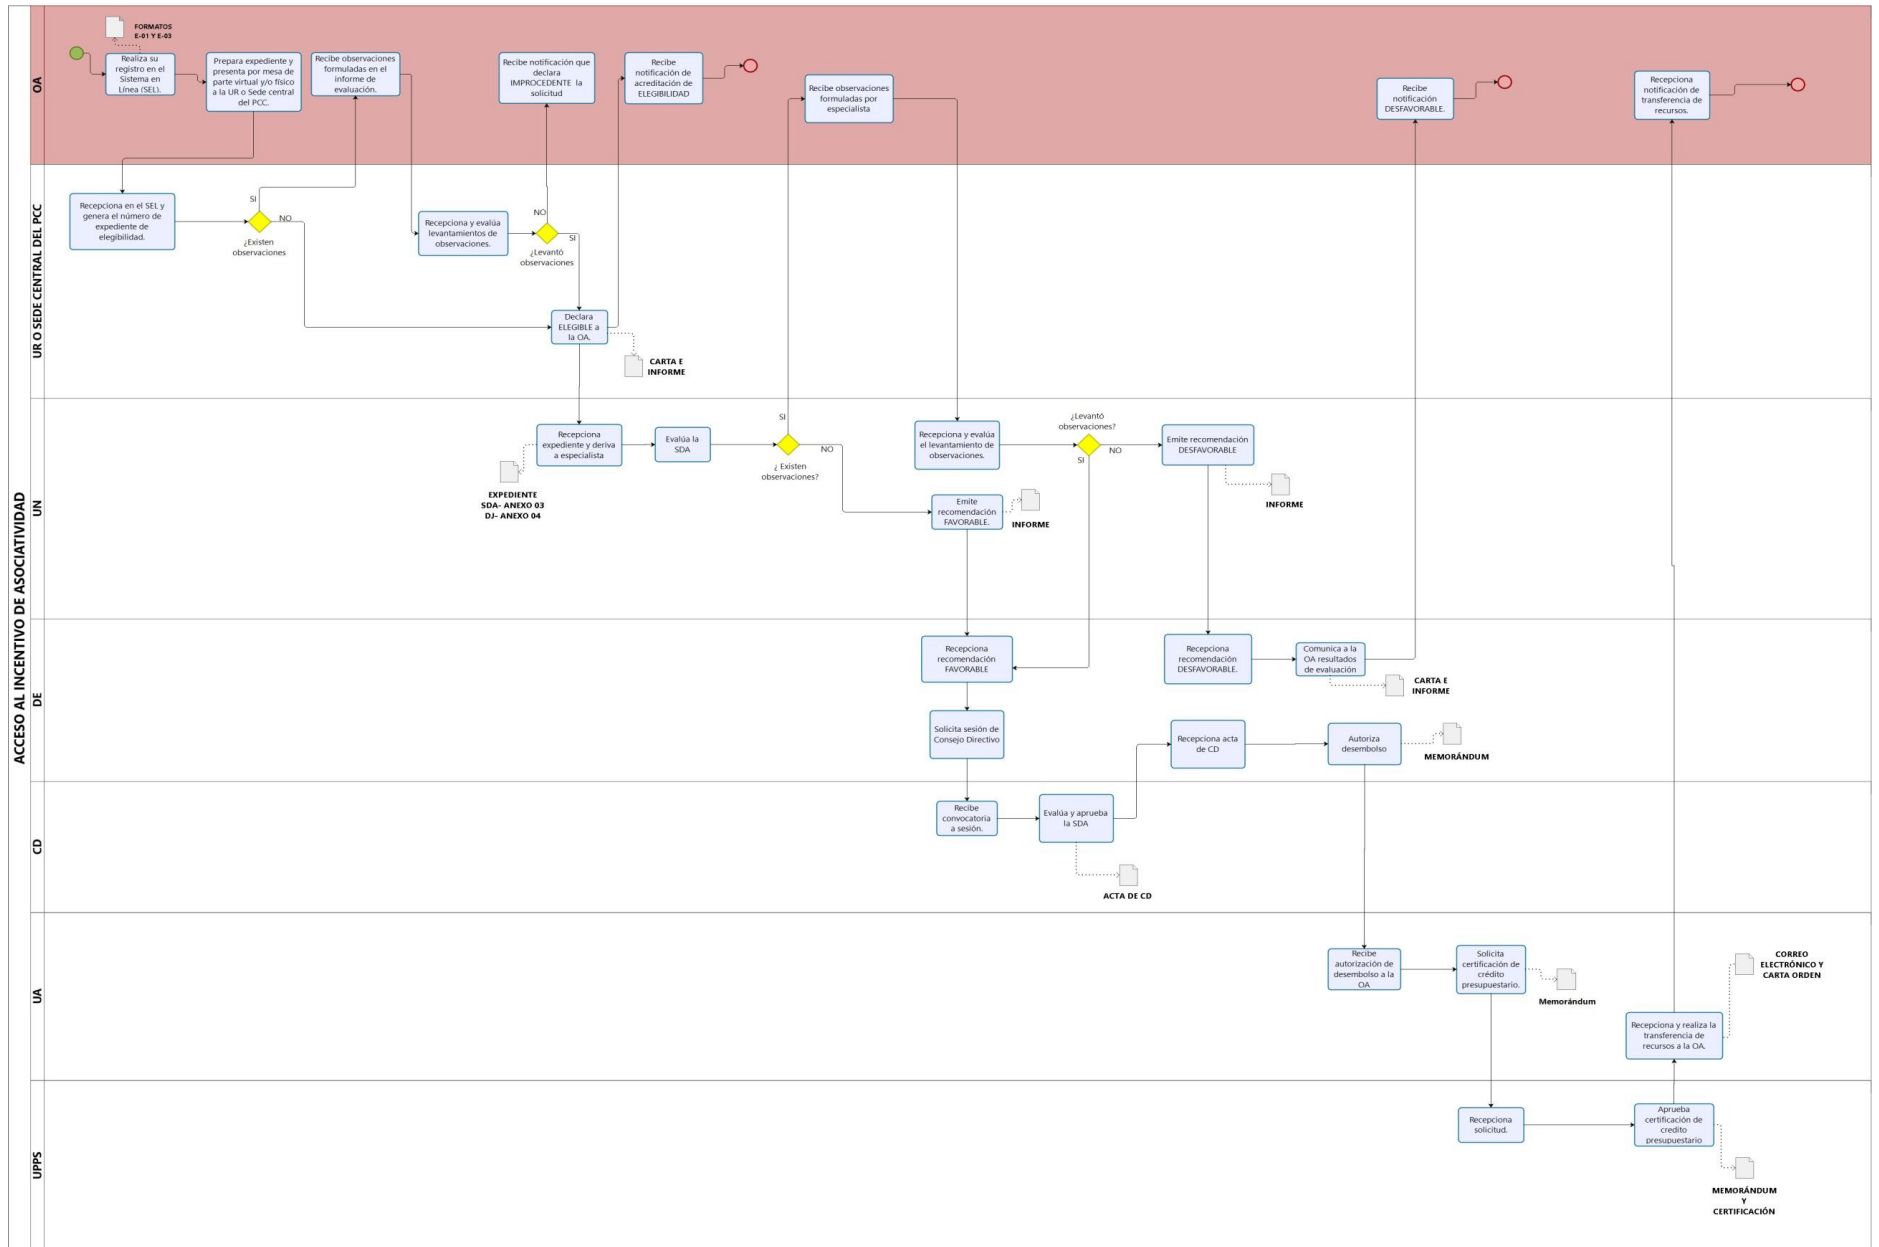 ACCESO AL INCENTIVO DE ASOCIATIVIDAD
OA
FORMATOS
E-01 Y E-03
Realiza su
registro en el
Sistema en
Línea (SEL).
Prepara expediente y
presenta por mesa de
parte virtual y/o físico
a la UR o Sede central
del PCC.
Recibe observaciones
formuladas en el
informe de
evaluación.
Recibe notificación que
declara
IMPROCEDENTE la
solicitud
Recibe
notificación de
acreditación de
ELEGIBILIDAD
Recibe observaciones
formuladas por
especialista
Recibe
notificación
DESFAVORABLE.
Recepciona
notificación de
transferencia de
recursos.
UR O SEDE CENTRAL DEL PCC
Recepciona en el SEL y
genera el número de
expediente de
elegibilidad.
SI
NO
¿Existen
observaciones
Recepciona y evalúa
levantamientos de
observaciones.
NO
SI
¿Levantó
observaciones
Declara
ELEGIBLE a
la OA.
CARTA E
INFORME
UN
Recepciona
expediente y deriva
a especialista
EXPEDIENTE
SDA- ANEXO 03
DJ- ANEXO 04
Evalúa la
SDA
SI
NO
¿ Existen
observaciones?
Recepciona y evalúa
el levantamiento de
observaciones.
¿Levantó
observaciones?
SI
NO
Emite recomendación
DESFAVORABLE
INFORME
Emite
recomendación
FAVORABLE.
INFORME
DE
Recepciona
recomendación
FAVORABLE
Recepciona
recomendación
DESFAVORABLE.
Comunica a la
OA resultados
de evaluación
CARTA E
INFORME
Solicita sesión de
Consejo Directivo
Recepciona acta
de CD
Autoriza
desembolso
MEMORÁNDUM
CD
Recibe
convocatoria
a sesión.
Evalúa y aprueba
la SDA
ACTA DE CD
UA
Recibe
autorización de
desembolso a la
OA
Solicita
certificación de
crédito
presupuestario.
Memorándum
CORREO
ELECTRÓNICO Y
CARTA ORDEN
Recepciona y realiza la
transferencia de
recursos a la OA.
UPPS
Recepciona
solicitud.
Aprueba
certificación de
credito
presupuestario
MEMORÁNDUM
Y
CERTIFICACIÓN